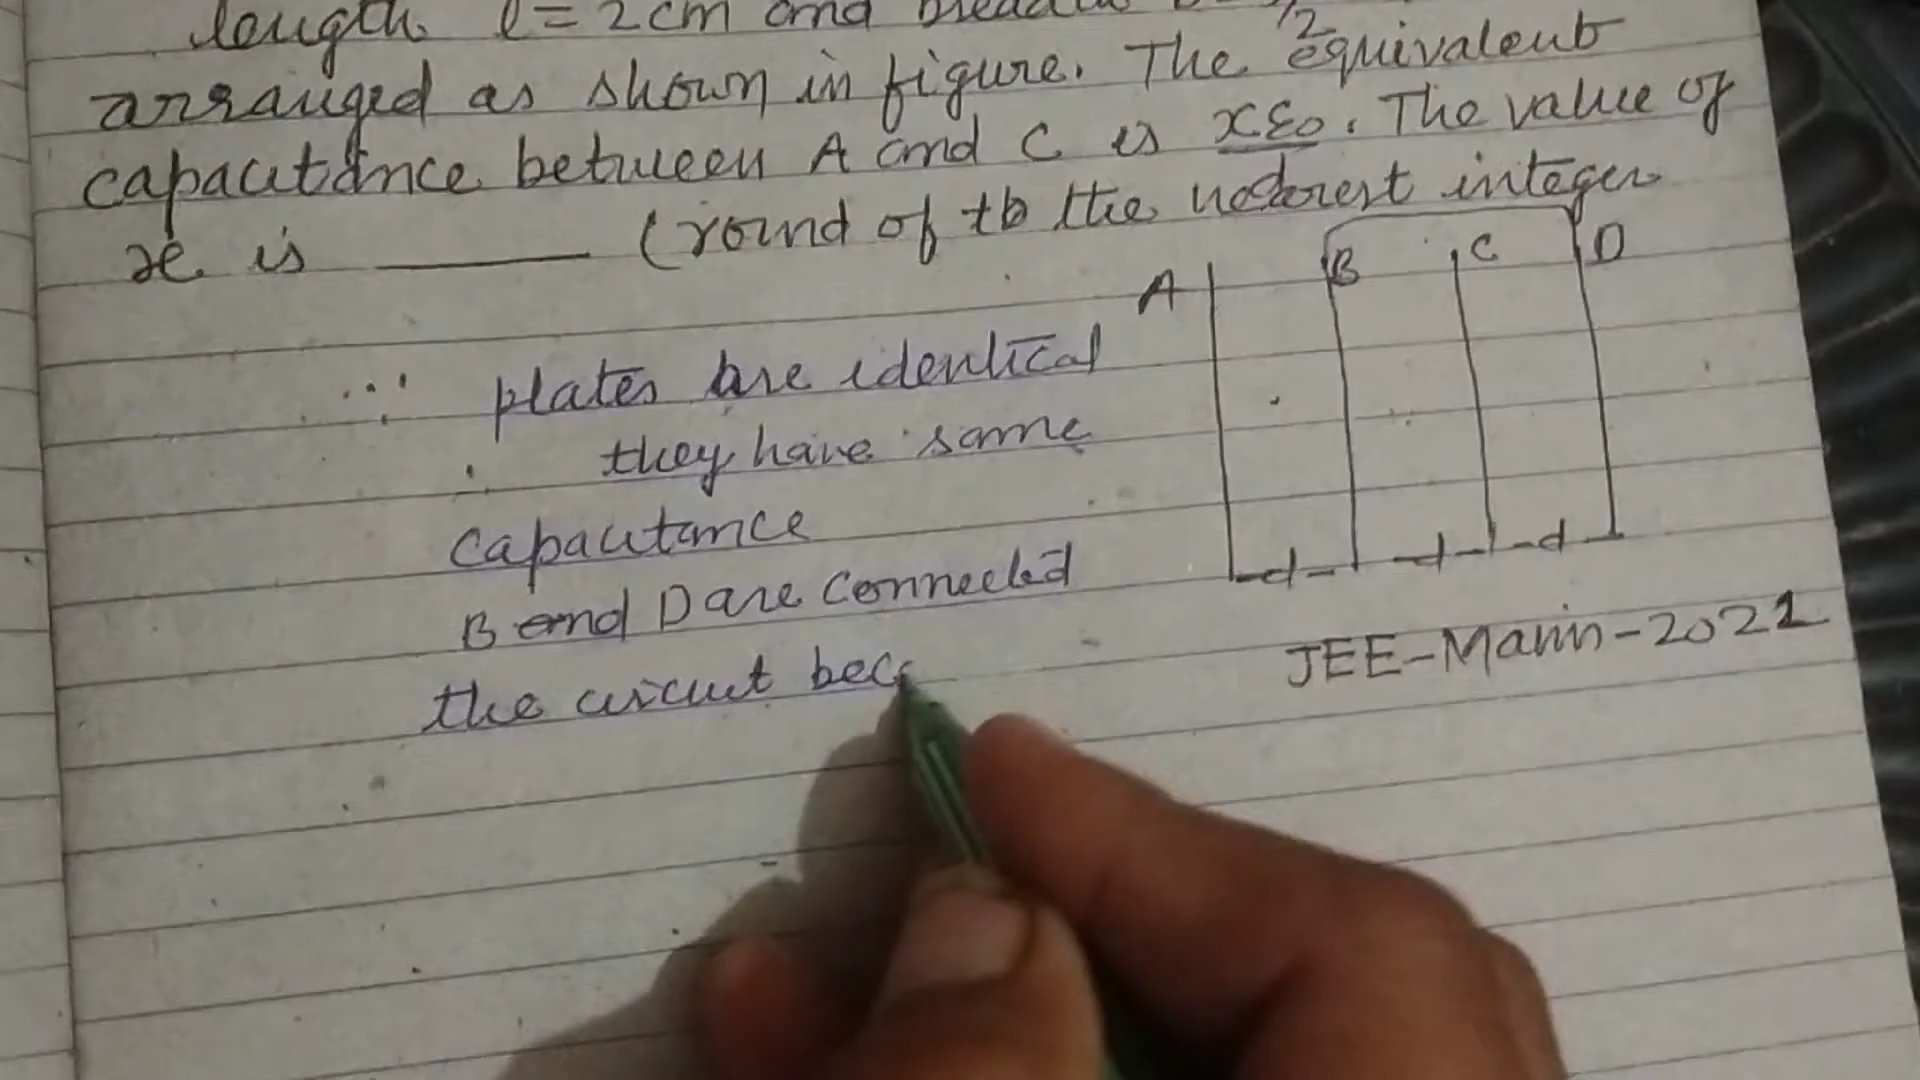 length l = 2cm and breadth
3/2
arranged as shown in figure. The equivalent
capacitance between A and C is xε₀. The value of
x is ______ (round of to the nearest integer
A B C D
∵ plates are identical
they have same
capacitance
B and D are connected
the circuit bec
d d d
JEE-Main-2021